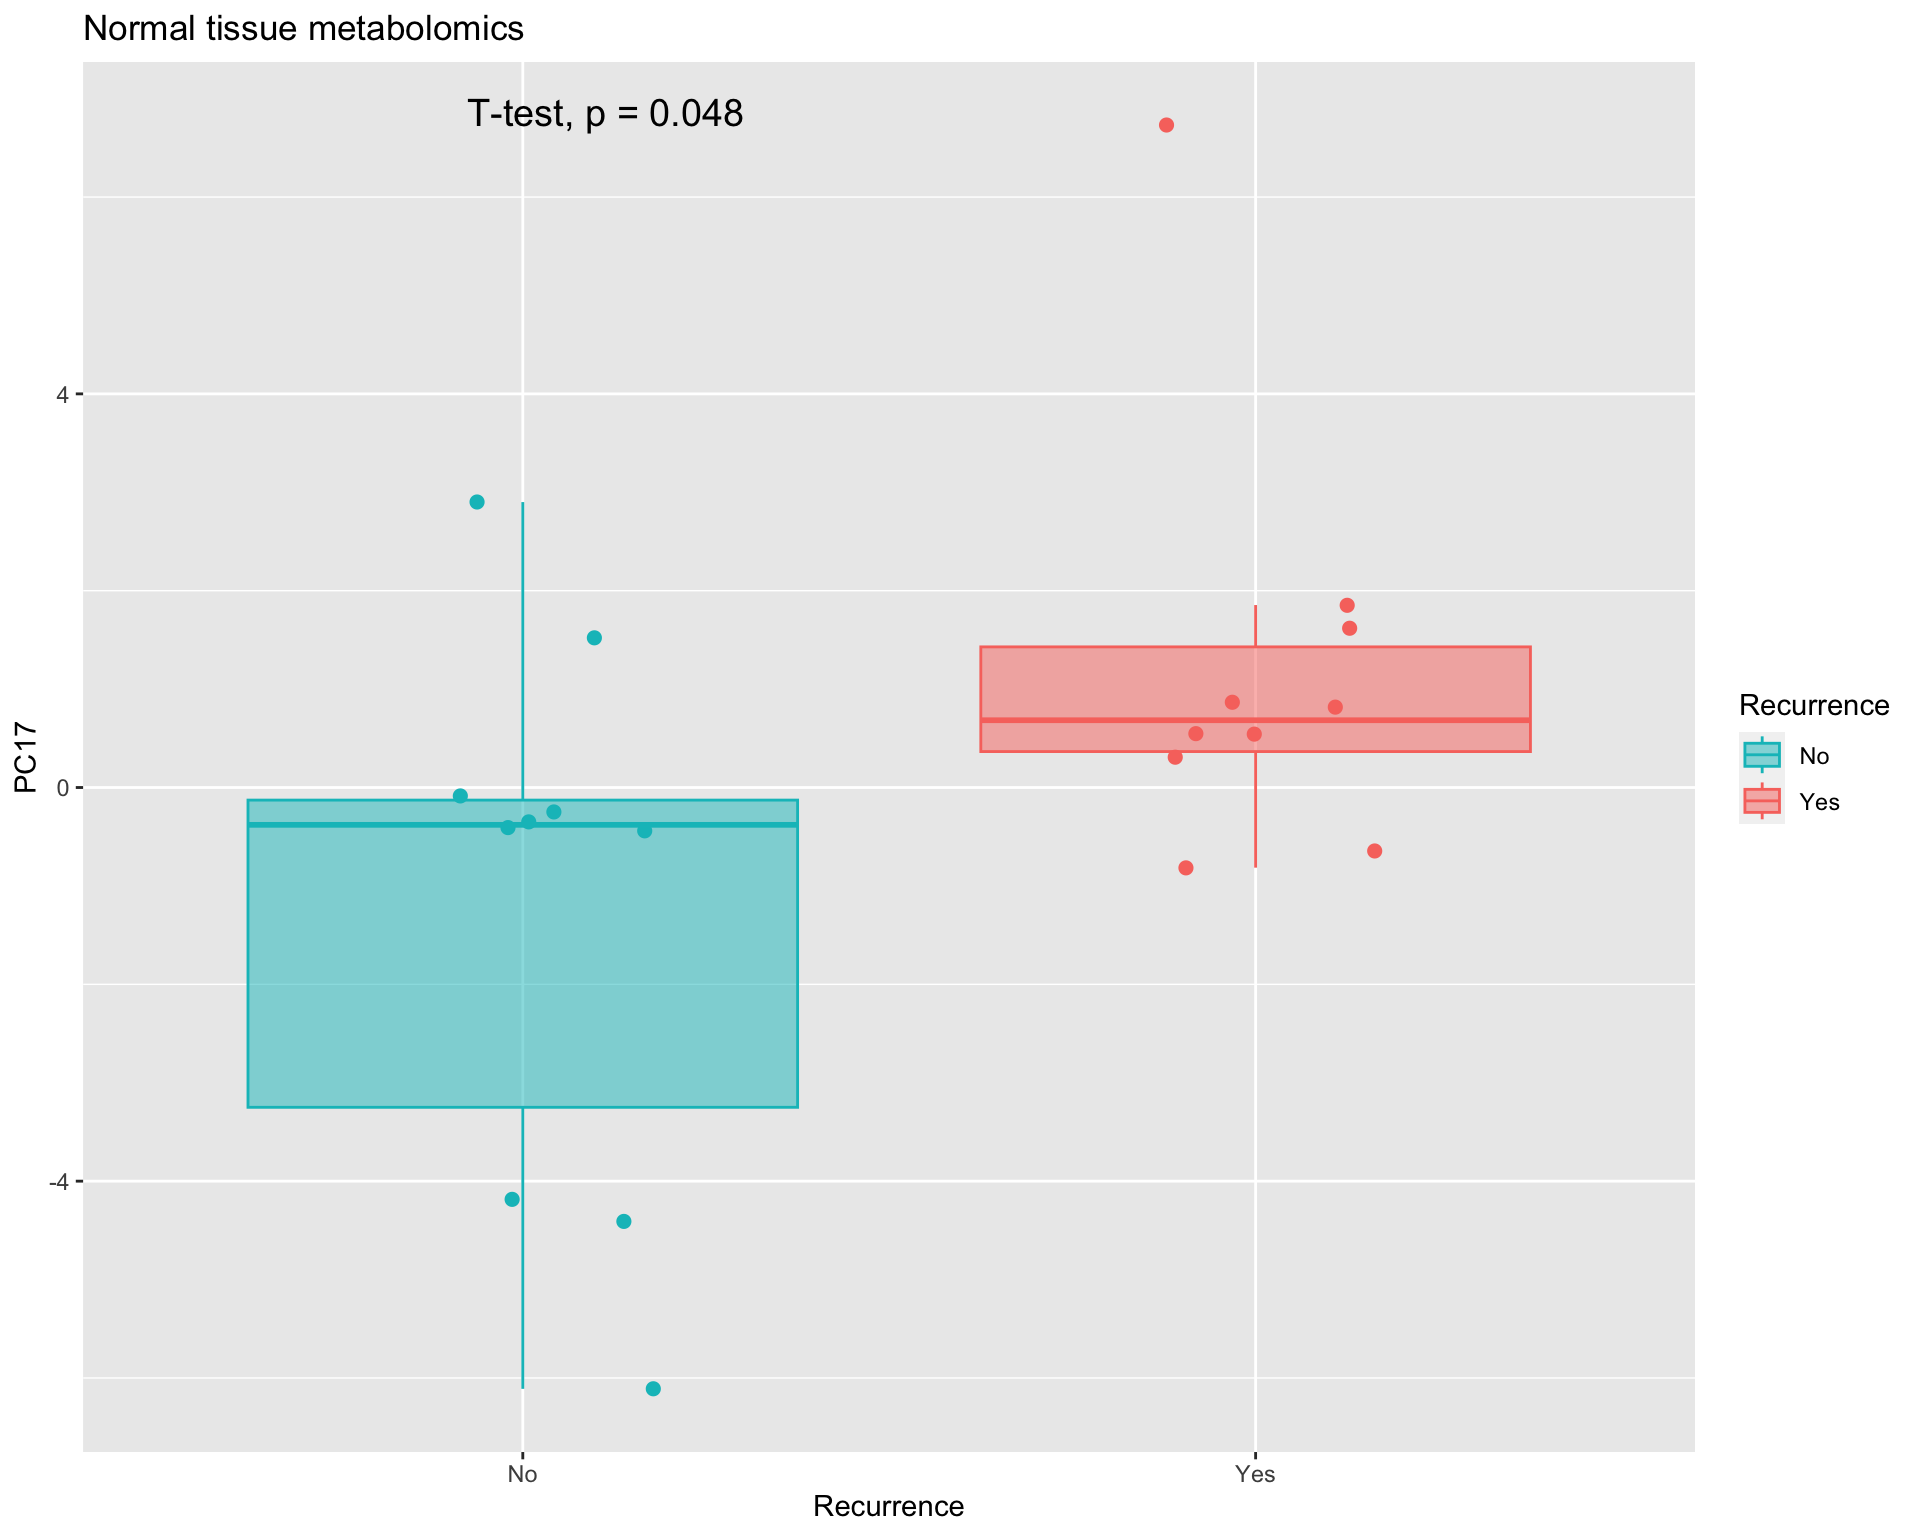 Normal tissue metabolomics
T-test, p = 0.048
PC17
4
0
-4
No
Yes
Recurrence
Recurrence
No
Yes